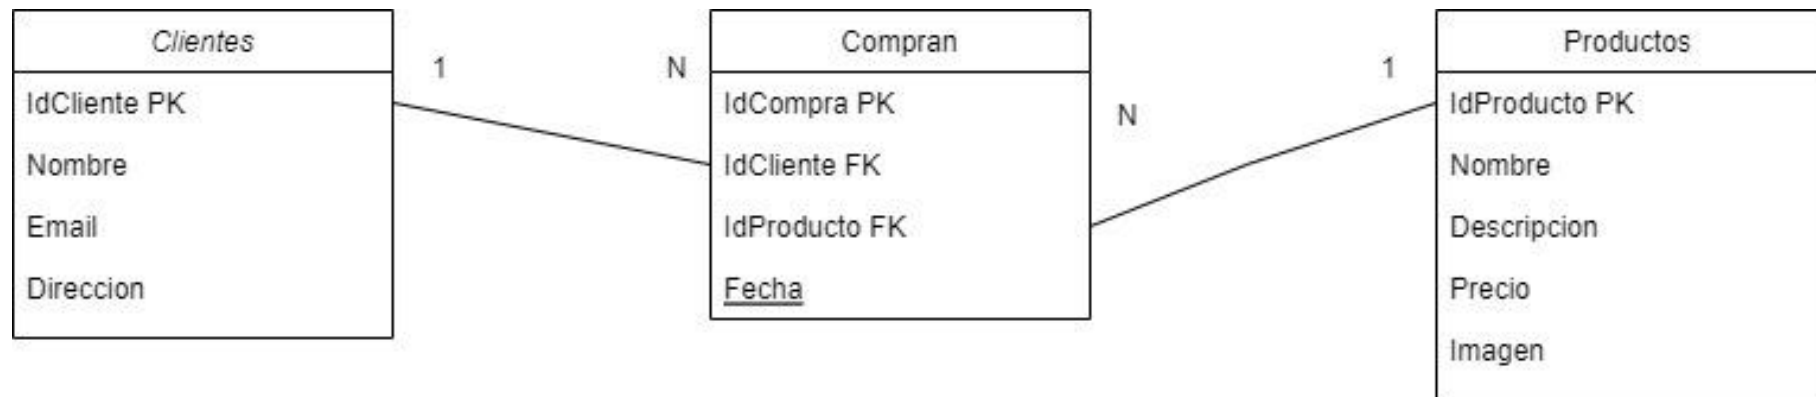 Clientes
IdCliente PK
Nombre
Email
Direccion
1
N
Compran
IdCompra PK
IdCliente FK
IdProducto FK
Fecha
N
1
Productos
IdProducto PK
Nombre
Descripcion
Precio
Imagen